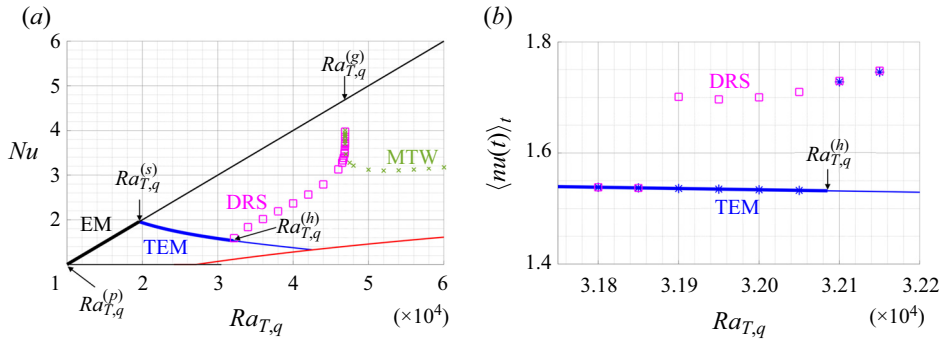 (a)
6
5
4
3
2
1
Nu
Ra_{T,q}^{(g)}
Ra_{T,q}^{(s)}
MTW
DRS
EM
TEM
Ra_{T,q}^{(h)}
Ra_{T,q}^{(p)}
1 2 3 4 5 6
Ra_{T,q} (×10^4)
(b)
1.8
1.6
1.4
⟨nu(t)⟩_t
DRS
Ra_{T,q}^{(h)}
TEM
3.18 3.19 3.20 3.21 3.22
Ra_{T,q} (×10^4)